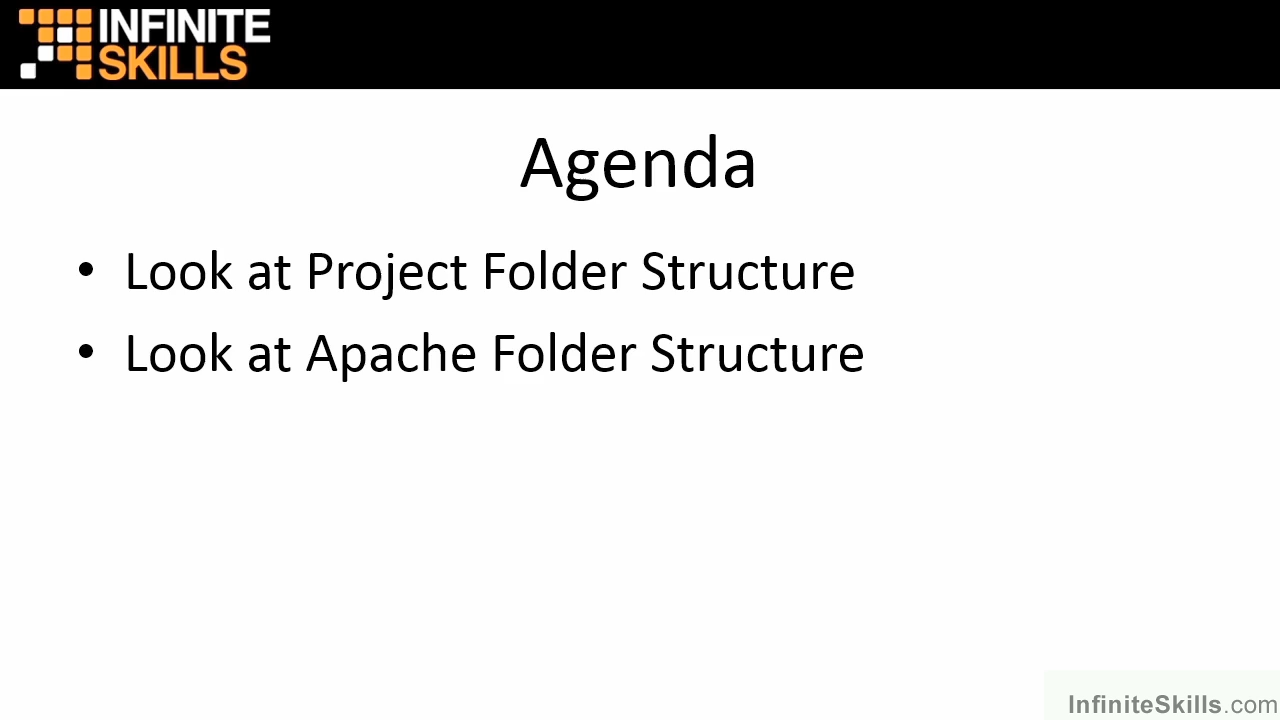 INFINITE
SKILLS
Agenda
• Look at Project Folder Structure
• Look at Apache Folder Structure
InfiniteSkills.com